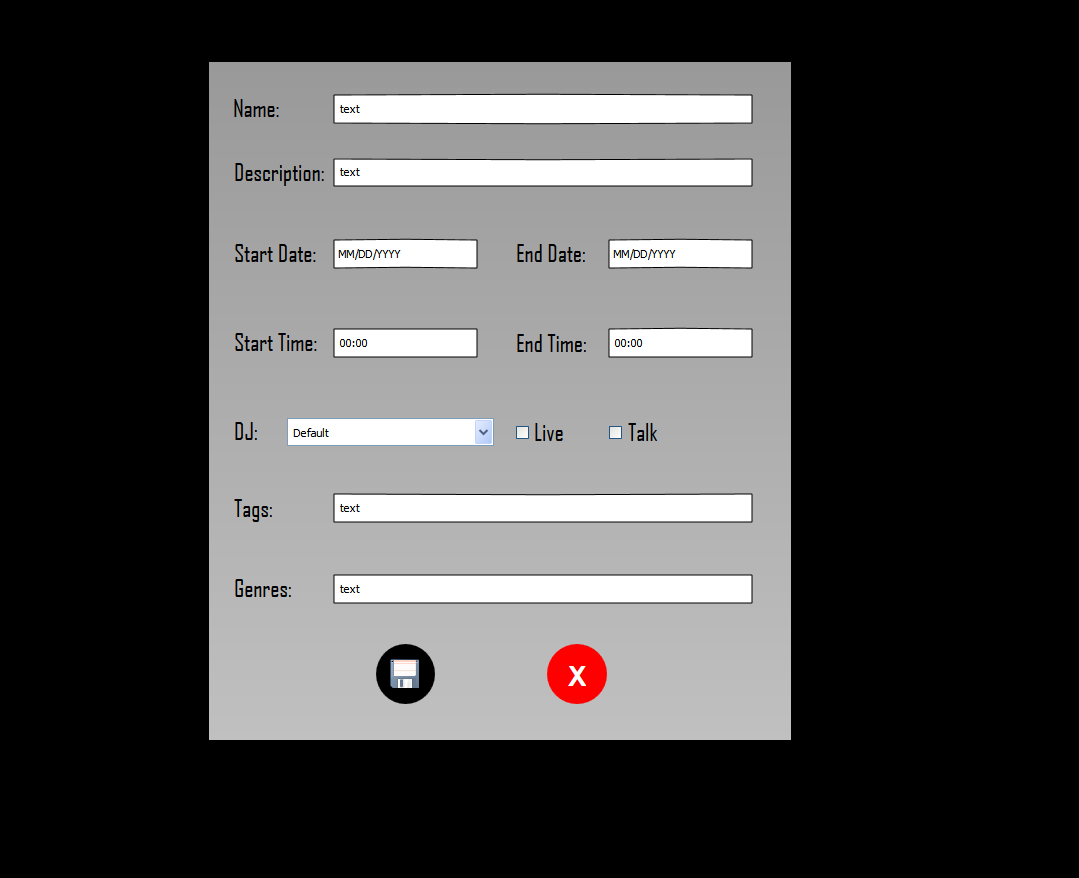 Name: text
Description: text
Start Date: MM/DD/YYYY End Date: MM/DD/YYYY
Start Time: 00:00 End Time: 00:00
DJ: Default Live Talk
Tags: text
Genres: text
X